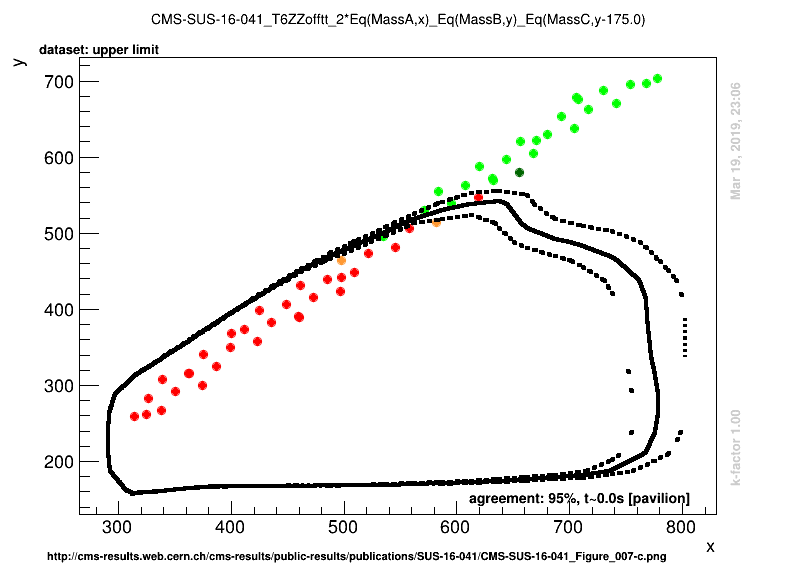 CMS-SUS-16-041_T6ZZofftt_2*Eq(MassA,x)_Eq(MassB,y)_Eq(MassC,y-175.0)
dataset: upper limit
y
700
600
500
400
300
200
300
400
500
600
700
800
x
agreement: 95%, t~0.0s [pavilion]
Mar 19, 2019, 23:06
k-factor 1.00
http://cms-results.web.cern.ch/cms-results/public-results/publications/SUS-16-041/CMS-SUS-16-041_Figure_007-c.png